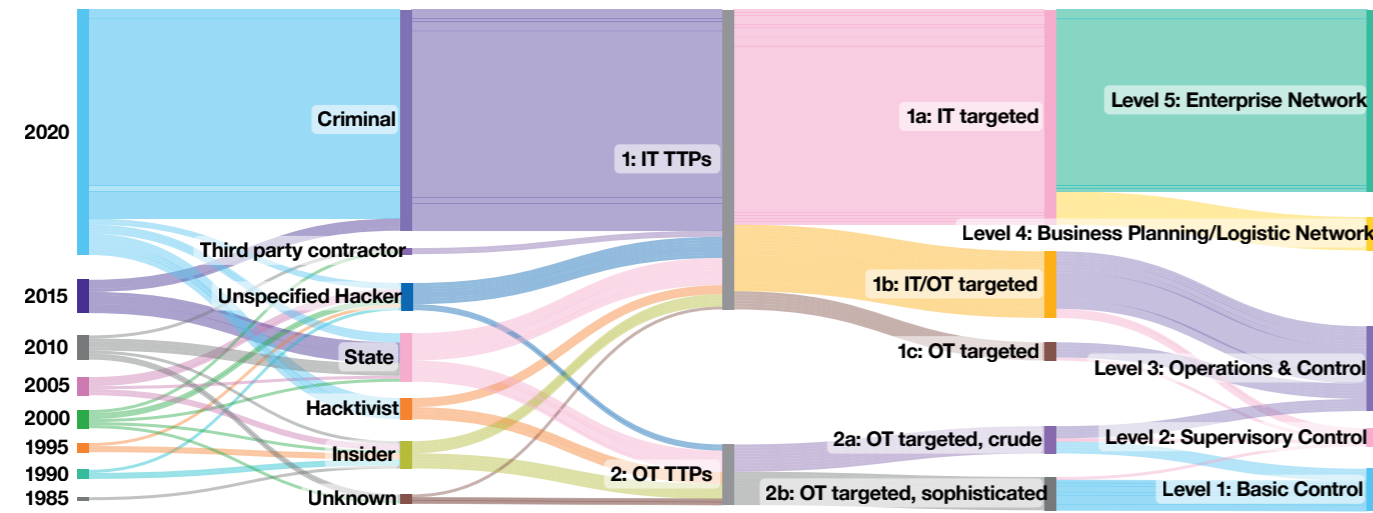 2020
2015
2010
2005
2000
1995
1990
1985
Criminal
Third party contractor
Unspecified Hacker
State
Hacktivist
Insider
Unknown
1: IT TTPs
2: OT TTPs
1a: IT targeted
1b: IT/OT targeted
1c: OT targeted
2a: OT targeted, crude
2b: OT targeted, sophisticated
Level 5: Enterprise Network
Level 4: Business Planning/Logistic Network
Level 3: Operations & Control
Level 2: Supervisory Control
Level 1: Basic Control